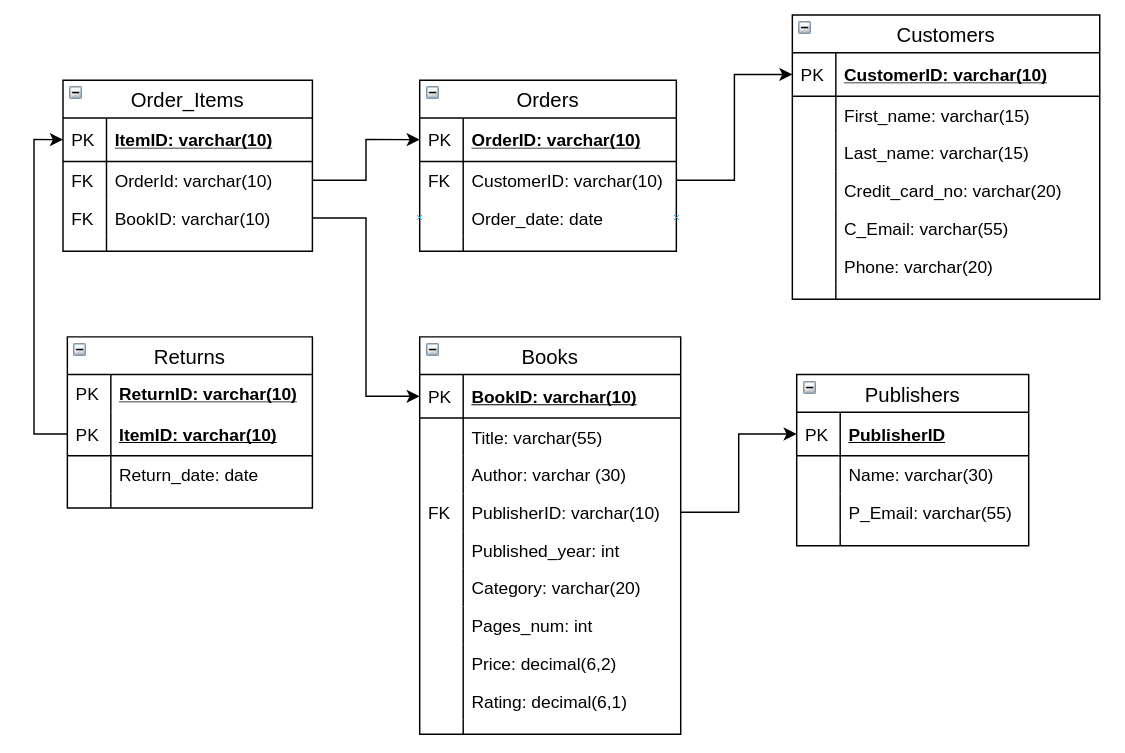 Order_Items
PK ItemID: varchar(10)
FK OrderId: varchar(10)
FK BookID: varchar(10)
Orders
PK OrderID: varchar(10)
FK CustomerID: varchar(10)
Order_date: date
Customers
PK CustomerID: varchar(10)
First_name: varchar(15)
Last_name: varchar(15)
Credit_card_no: varchar(20)
C_Email: varchar(55)
Phone: varchar(20)
Returns
PK ReturnID: varchar(10)
PK ItemID: varchar(10)
Return_date: date
Books
PK BookID: varchar(10)
Title: varchar(55)
Author: varchar (30)
FK PublisherID: varchar(10)
Published_year: int
Category: varchar(20)
Pages_num: int
Price: decimal(6,2)
Rating: decimal(6,1)
Publishers
PK PublisherID
Name: varchar(30)
P_Email: varchar(55)